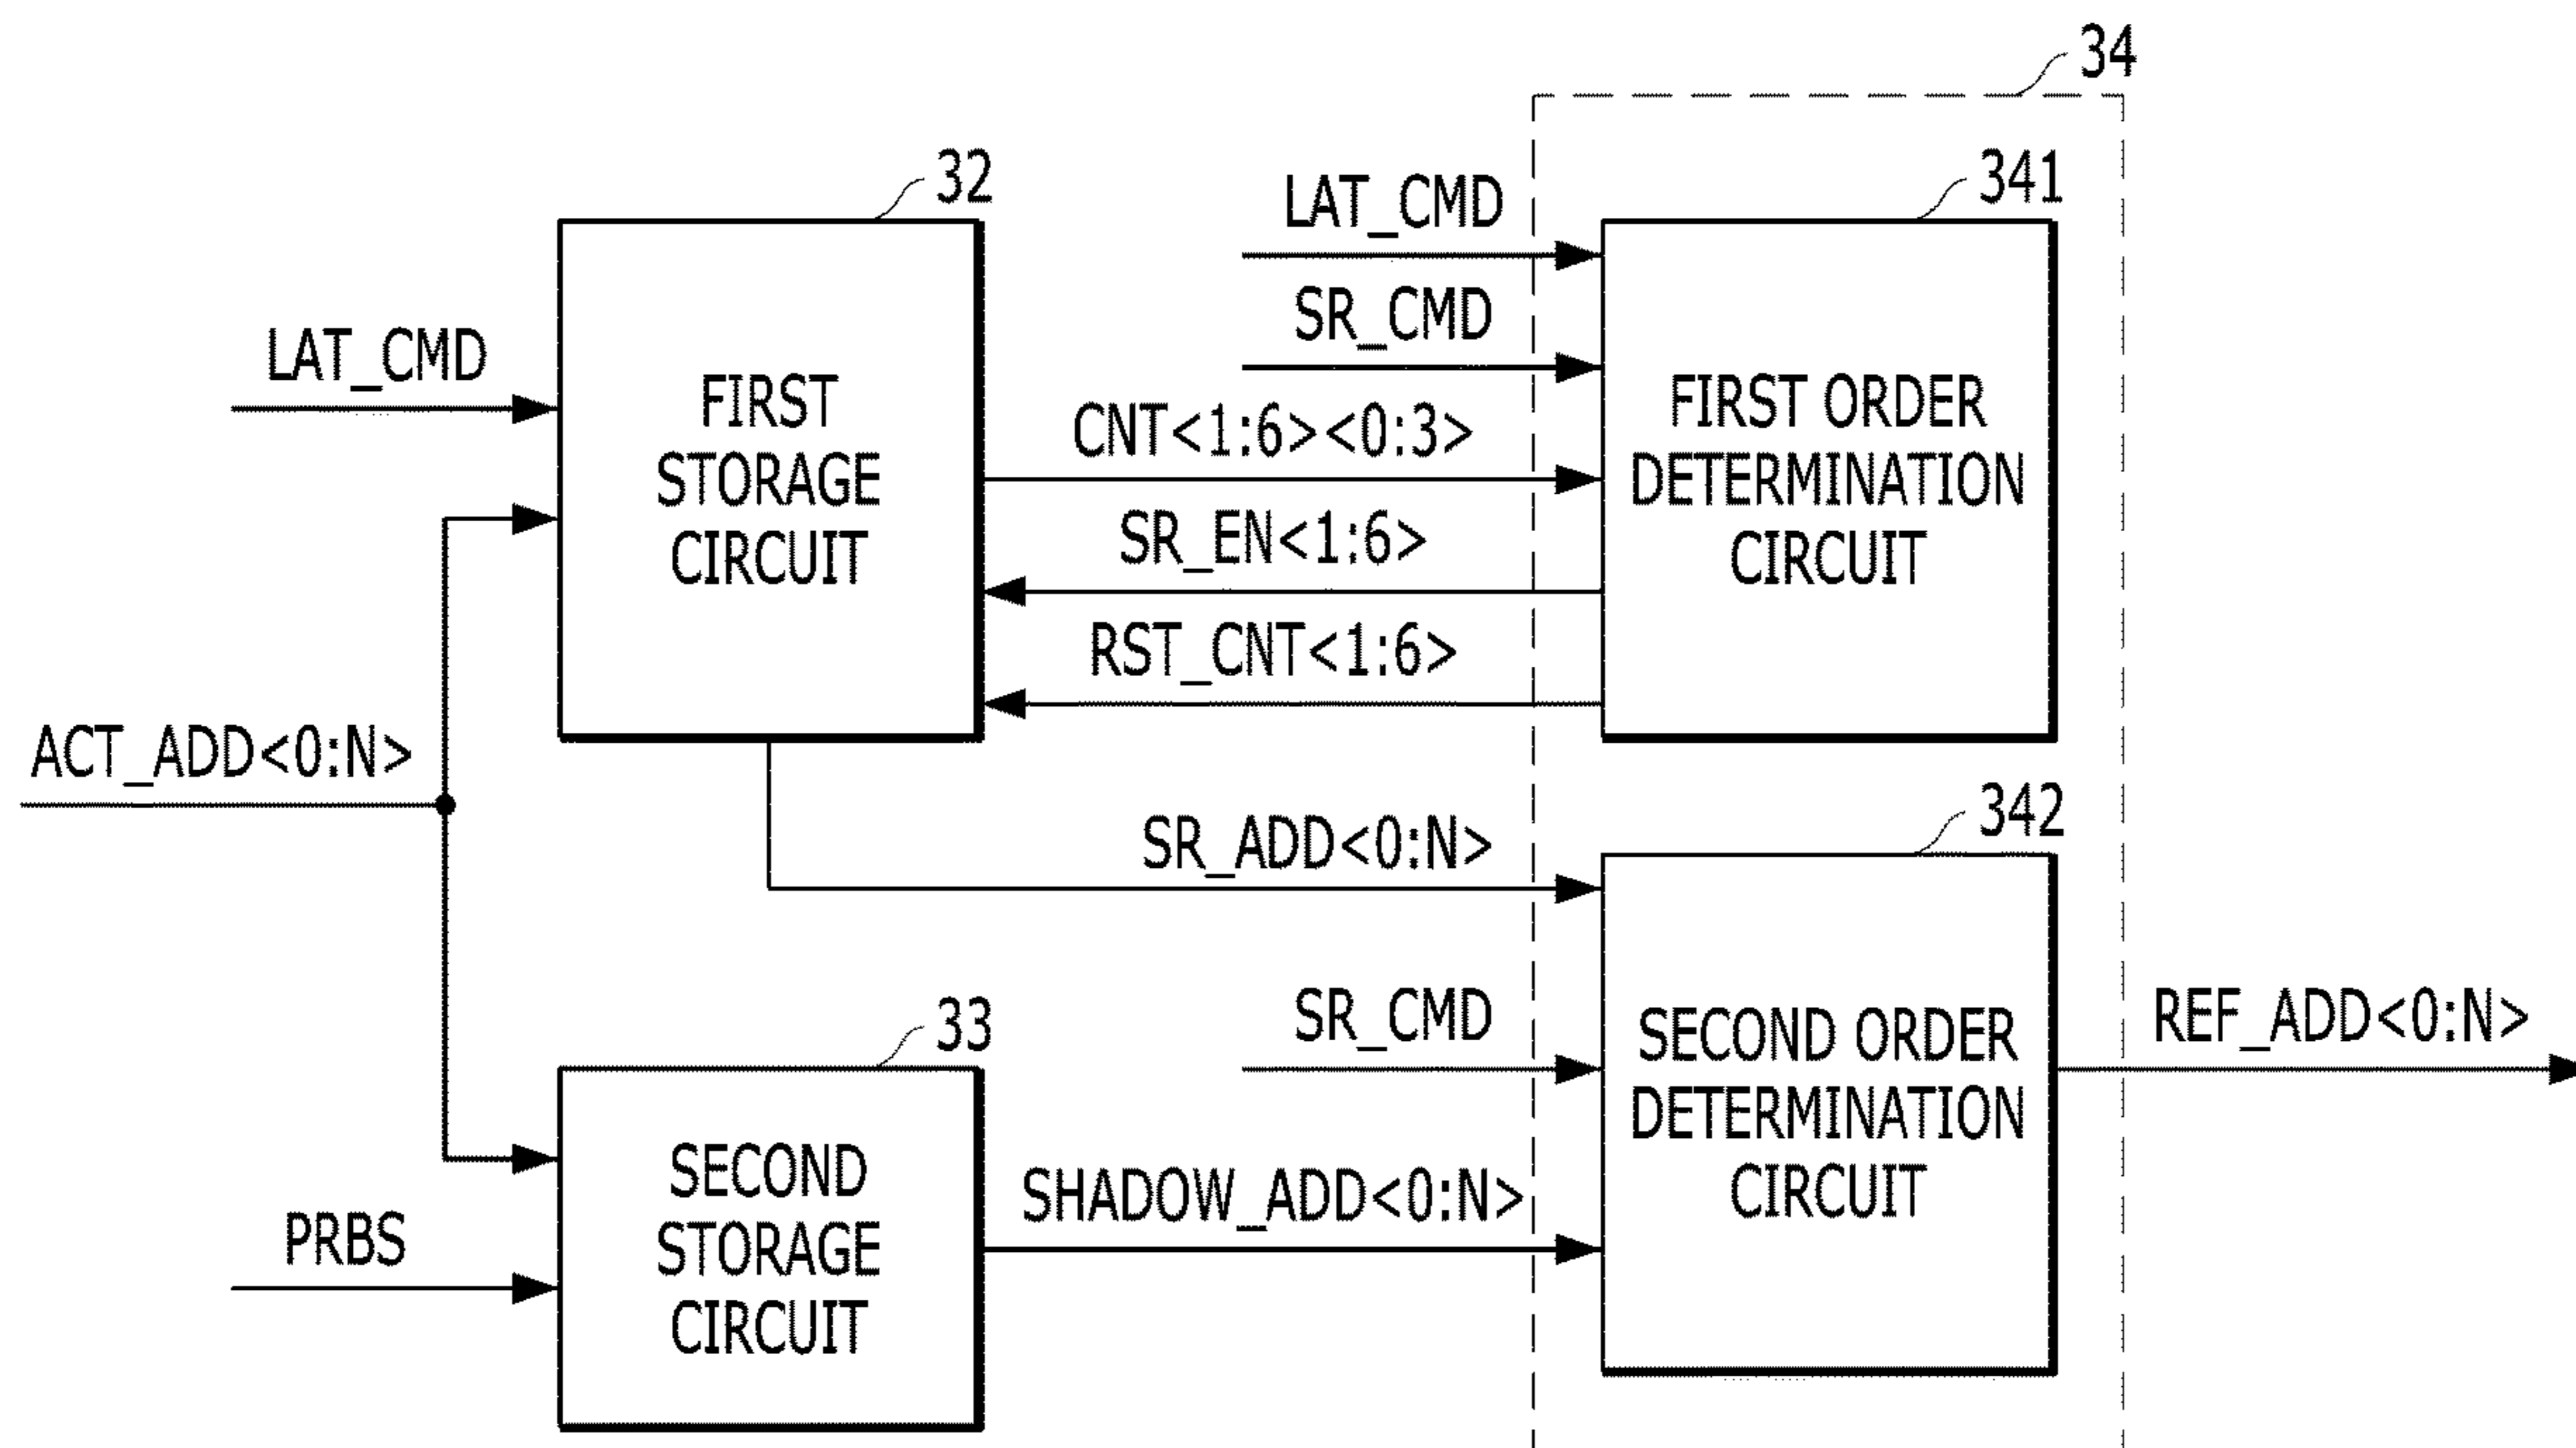 34
32
341
LAT_CMD
SR_CMD
LAT_CMD
FIRST
STORAGE
CIRCUIT
CNT<1:6><0:3>
SR_EN<1:6>
RST_CNT<1:6>
FIRST ORDER
DETERMINATION
CIRCUIT
ACT_ADD<0:N>
SR_ADD<0:N>
342
33
SR_CMD
SECOND ORDER
DETERMINATION
CIRCUIT
REF_ADD<0:N>
SECOND
STORAGE
CIRCUIT
SHADOW_ADD<0:N>
PRBS